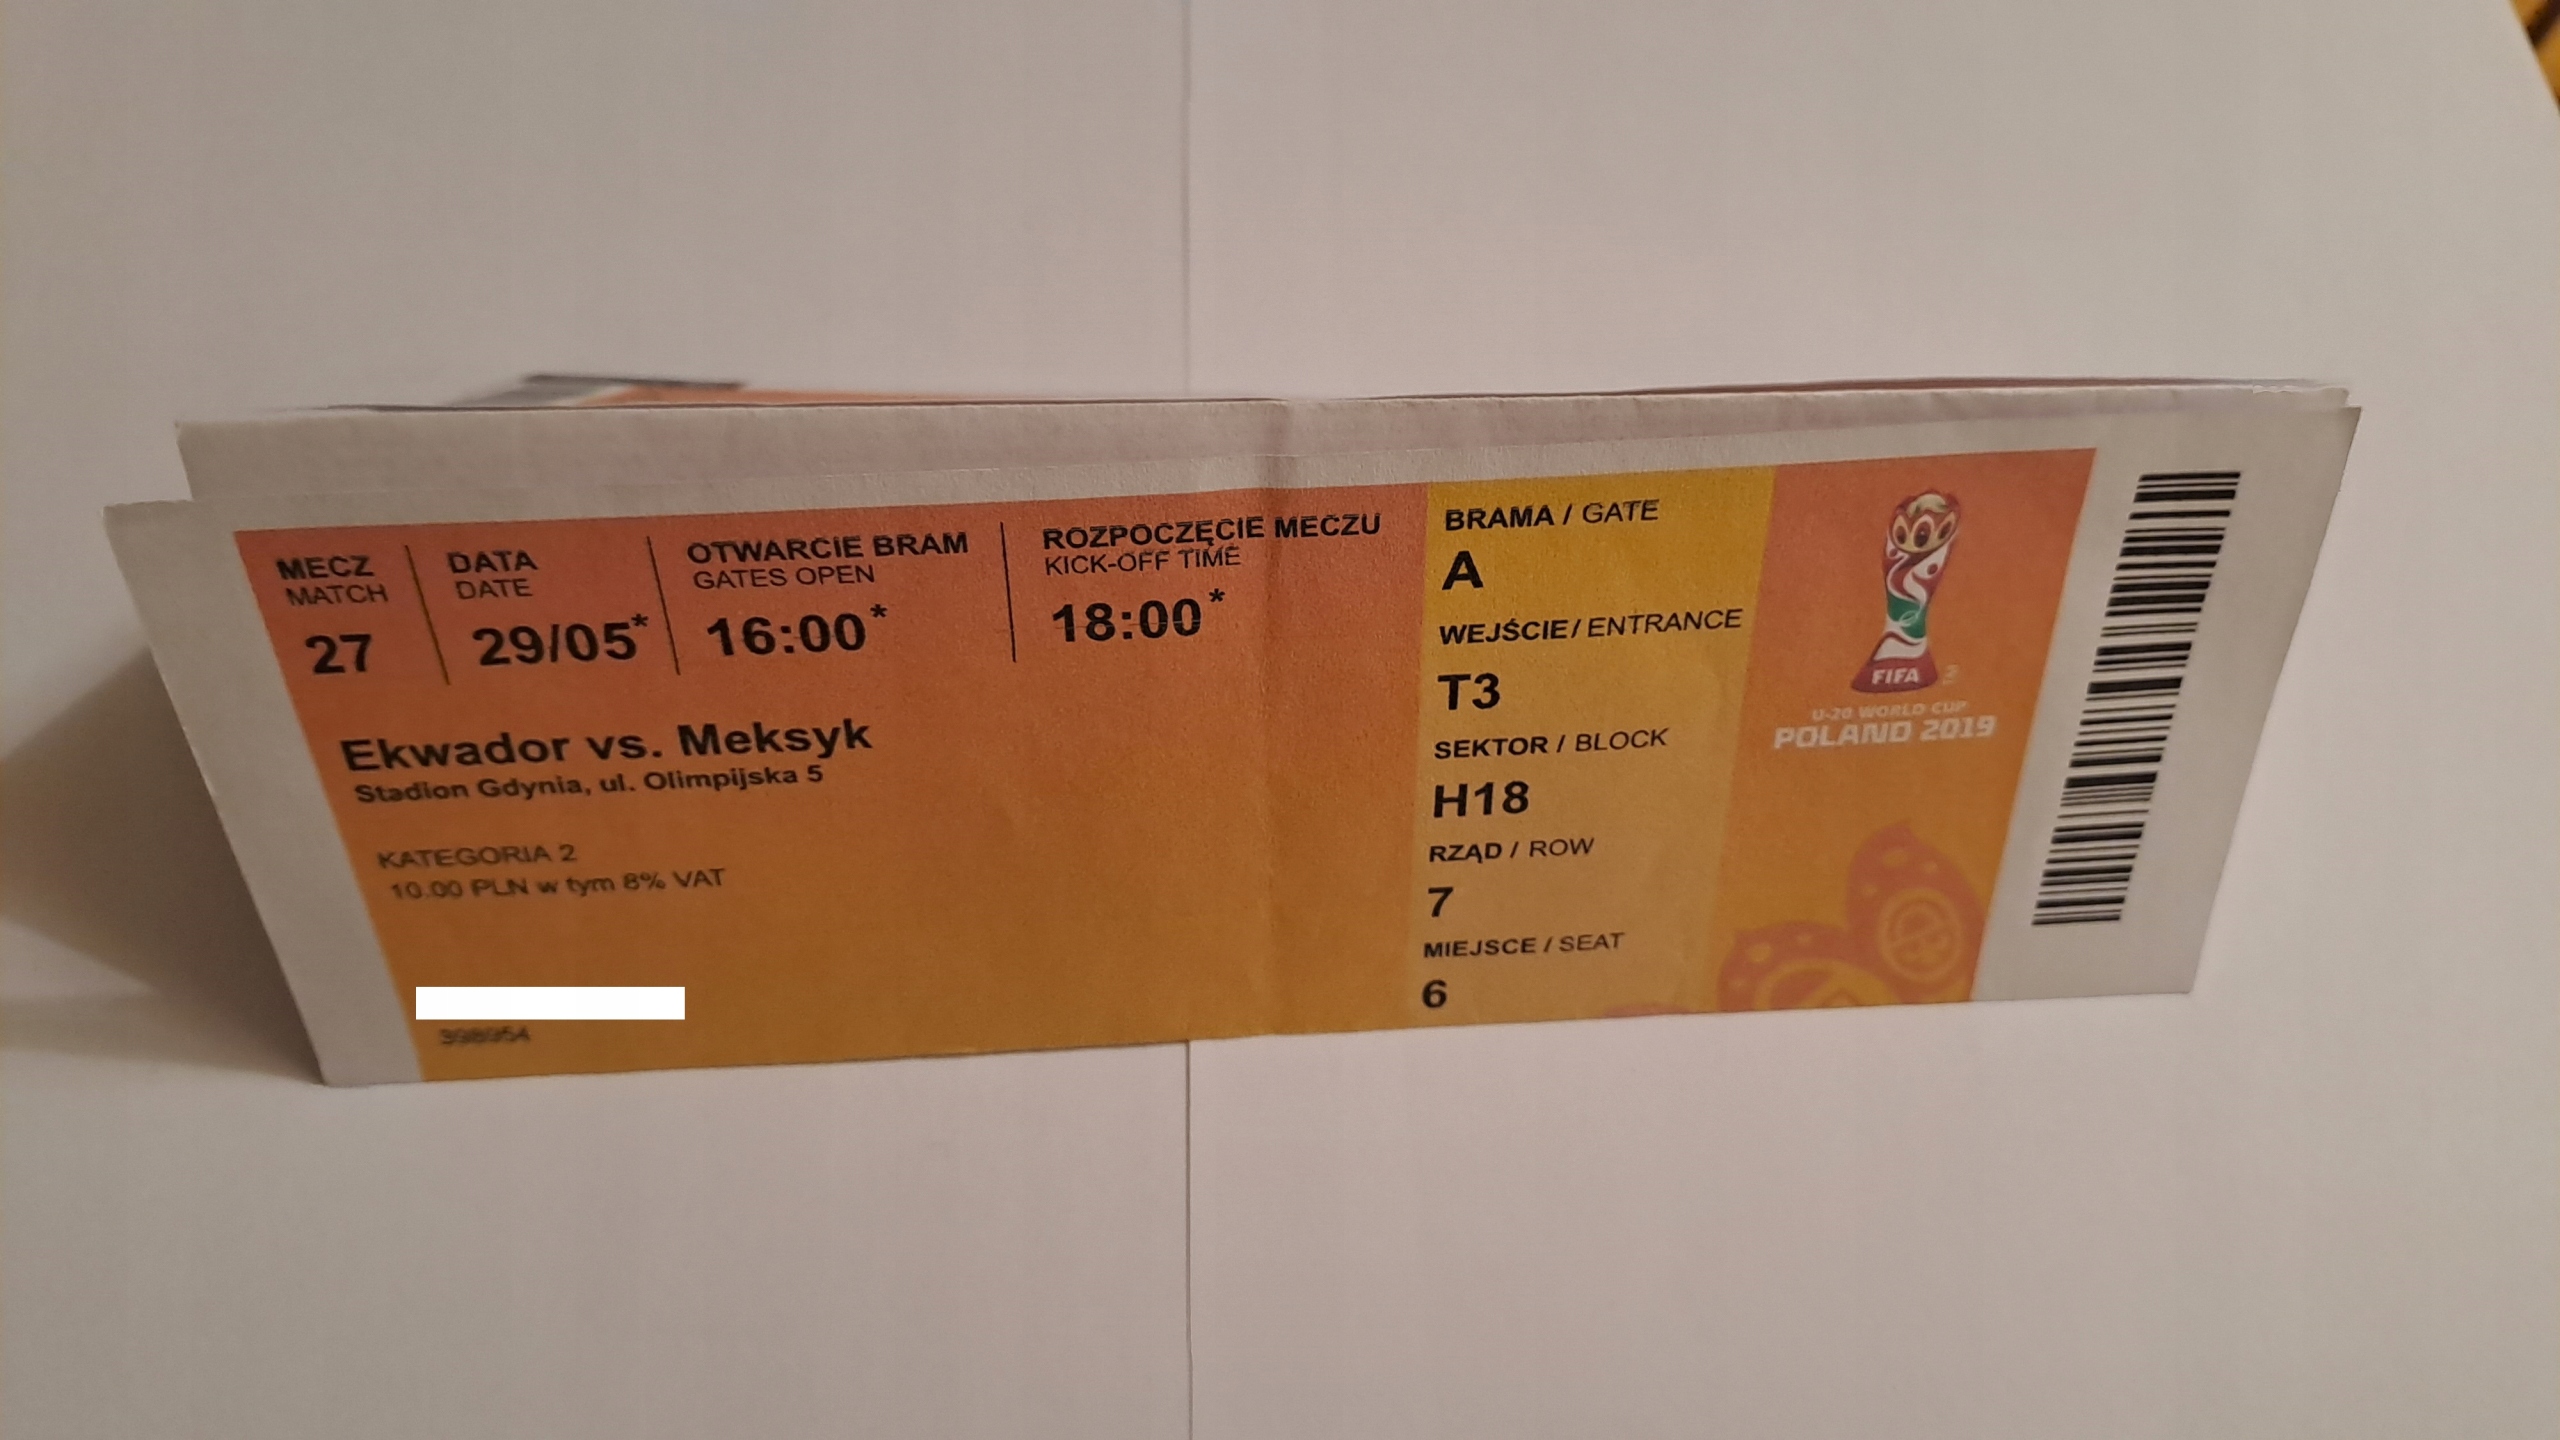 MECZ
MATCH
27
DATA
DATE
29/05*
OTWARCIE BRAM
GATES OPEN
16:00*
ROZPOCZĘCIE MECZU
KICK-OFF TIME
18:00*
Ekwador vs. Meksyk
Stadion Gdynia, ul. Olimpijska 5
KATEGORIA 2
10.00 PLN w tym 8% VAT
BRAMA / GATE
A
WEJŚCIE / ENTRANCE
T3
SEKTOR / BLOCK
H18
RZĄD / ROW
7
MIEJSCE / SEAT
6
FIFA
U-20 WORLD CUP
POLAND 2019